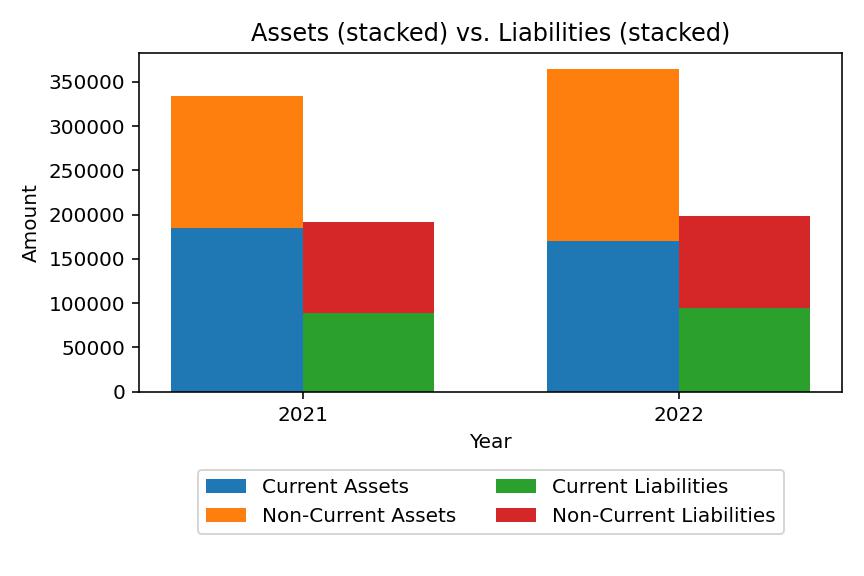 Assets (stacked) vs. Liabilities (stacked)
350000
300000
250000
200000
150000
100000
50000
0
Amount
2021 2022
Year
Current Assets Current Liabilities
Non-Current Assets Non-Current Liabilities